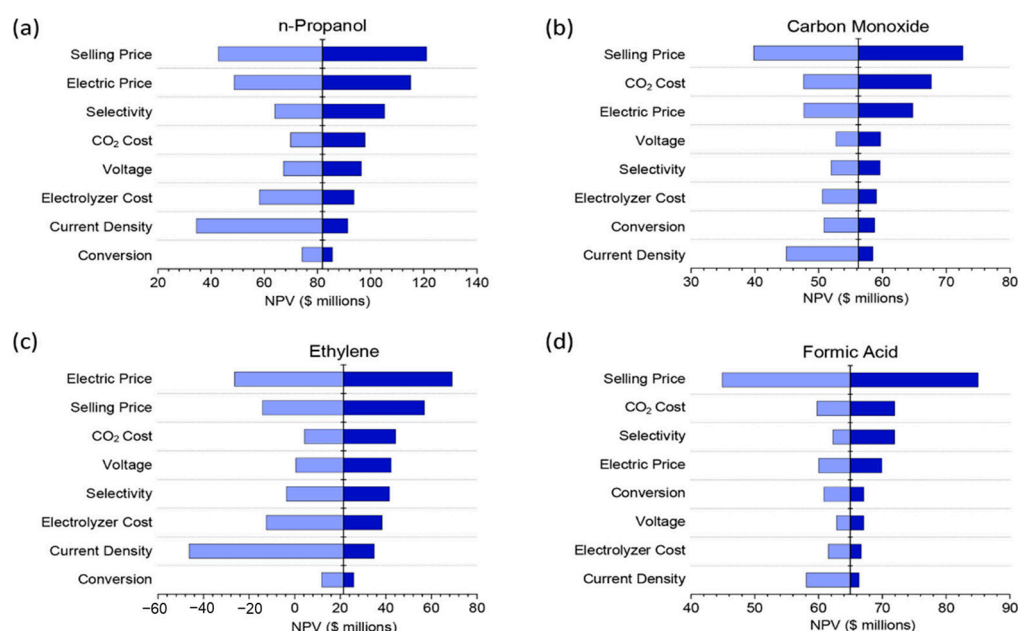 (a)
n-Propanol
Selling Price
Electric Price
Selectivity
CO₂ Cost
Voltage
Electrolyzer Cost
Current Density
Conversion
20 40 60 80 100 120 140
NPV ($ millions)
(b)
Carbon Monoxide
Selling Price
CO₂ Cost
Electric Price
Voltage
Selectivity
Electrolyzer Cost
Conversion
Current Density
30 40 50 60 70 80
NPV ($ millions)
(c)
Ethylene
Electric Price
Selling Price
CO₂ Cost
Voltage
Selectivity
Electrolyzer Cost
Current Density
Conversion
−60 −40 −20 0 20 40 60 80
NPV ($ millions)
(d)
Formic Acid
Selling Price
CO₂ Cost
Selectivity
Electric Price
Conversion
Voltage
Electrolyzer Cost
Current Density
40 50 60 70 80 90
NPV ($ millions)